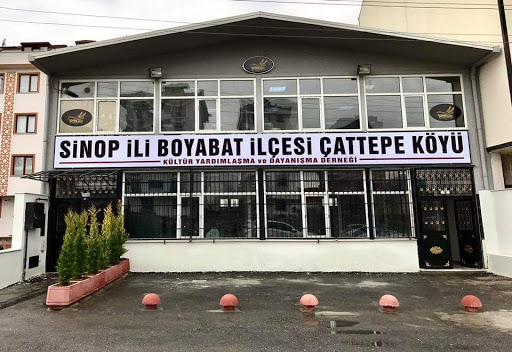 SİNOP İLİ BOYABAT İLÇESİ ÇATTEPE KÖYÜ
KÜLTÜR YARDIMLAŞMA ve DAYANIŞMA DERNEĞİ